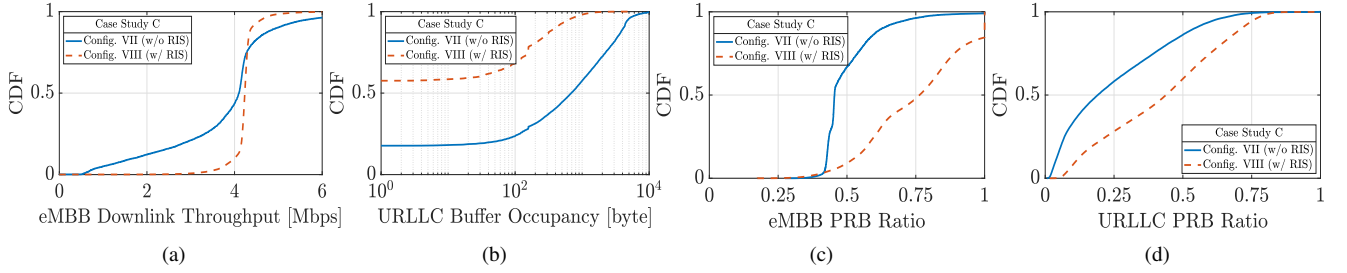 1
0.5
0
CDF
Case Study C
Config. VII (w/o RIS)
Config. VIII (w/ RIS)
0
2
4
6
eMBB Downlink Throughput [Mbps]
(a)
1
0.5
0
CDF
Case Study C
Config. VII (w/o RIS)
Config. VIII (w/ RIS)
10^0
10^2
10^4
URLLC Buffer Occupancy [byte]
(b)
1
0.5
0
CDF
Case Study C
Config. VII (w/o RIS)
Config. VIII (w/ RIS)
0
0.25
0.5
0.75
1
eMBB PRB Ratio
(c)
1
0.5
0
CDF
Case Study C
Config. VII (w/o RIS)
Config. VIII (w/ RIS)
0
0.25
0.5
0.75
1
URLLC PRB Ratio
(d)